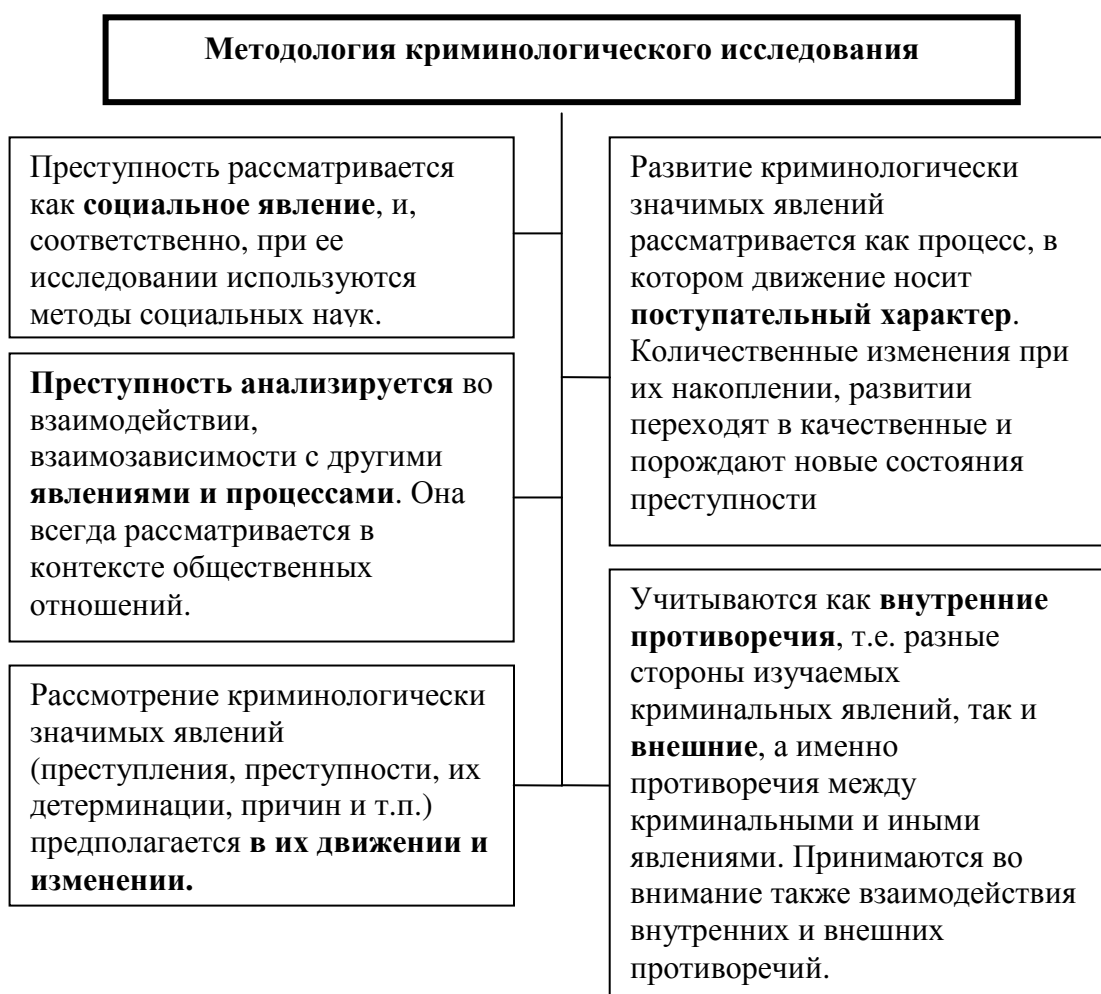 Методология криминологического исследования
Преступность рассматривается
как социальное явление, и,
соответственно, при ее
исследовании используются
методы социальных наук.
Преступность анализируется во
взаимодействии,
взаимозависимости с другими
явлениями и процессами. Она
всегда рассматривается в
контексте общественных
отношений.
Рассмотрение криминологически
значимых явлений
(преступления, преступности, их
детерминации, причин и т.п.)
предполагается в их движении и
изменении.
Развитие криминологически
значимых явлений
рассматривается как процесс, в
котором движение носит
поступательный характер.
Количественные изменения при
их накоплении, развитии
переходят в качественные и
порождают новые состояния
преступности
Учитываются как внутренние
противоречия, т.е. разные
стороны изучаемых
криминальных явлений, так и
внешние, а именно
противоречия между
криминальными и иными
явлениями. Принимаются во
внимание также взаимодействия
внутренних и внешних
противоречий.